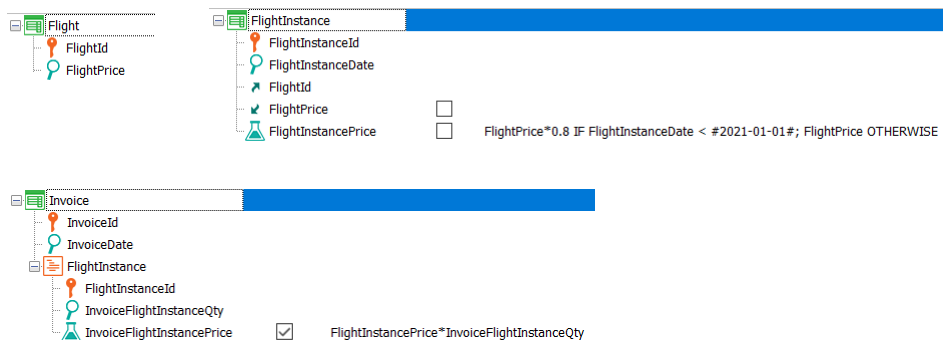 Flight
FlightId
FlightPrice
FlightInstance
FlightInstanceId
FlightInstanceDate
FlightId
FlightPrice
FlightInstancePrice FlightPrice*0.8 IF FlightInstanceDate < #2021-01-01#; FlightPrice OTHERWISE
Invoice
InvoiceId
InvoiceDate
FlightInstance
FlightInstanceId
InvoiceFlightInstanceQty
InvoiceFlightInstancePrice FlightInstancePrice*InvoiceFlightInstanceQty